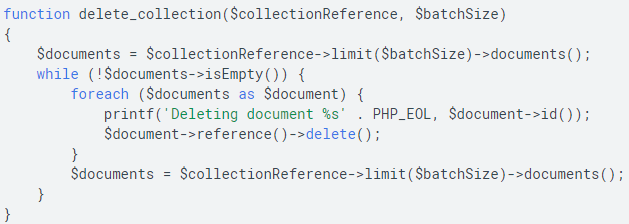 function delete_collection($collectionReference, $batchSize)
{
    $documents = $collectionReference->limit($batchSize)->documents();
    while (!$documents->isEmpty()) {
        foreach ($documents as $document) {
            printf('Deleting document %s' . PHP_EOL, $document->id());
            $document->reference()->delete();
        }
        $documents = $collectionReference->limit($batchSize)->documents();
    }
}